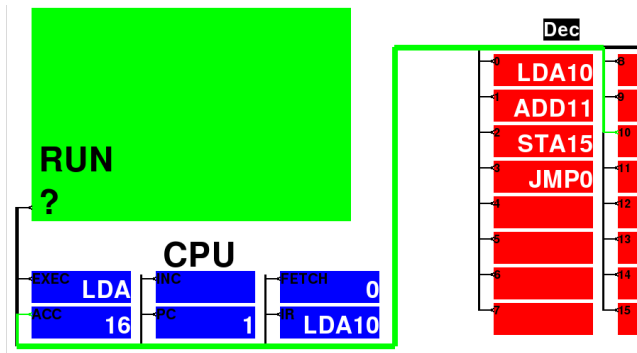 Dec
0 LDA10 8
1 ADD11 9
2 STA15 10
3 JMP0 11
4 12
5 13
6 14
7 15
RUN
?
CPU
EXEC LDA INC FETCH 0
ACC 16 PC 1 IR LDA10